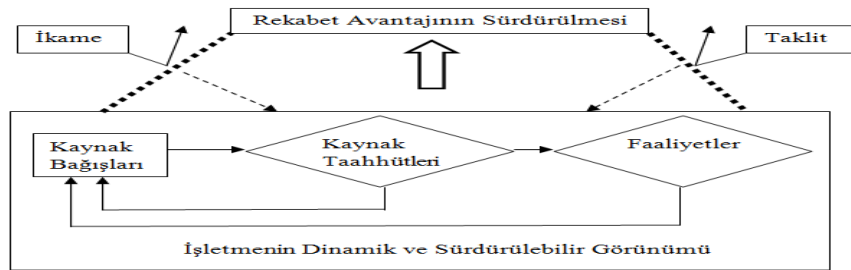 Rekabet Avantajının Sürdürülmesi
İkame
Taklit
Kaynak
Bağışları
Kaynak
Taahhütleri
Faaliyetler
İşletmenin Dinamik ve Sürdürülebilir Görünümü